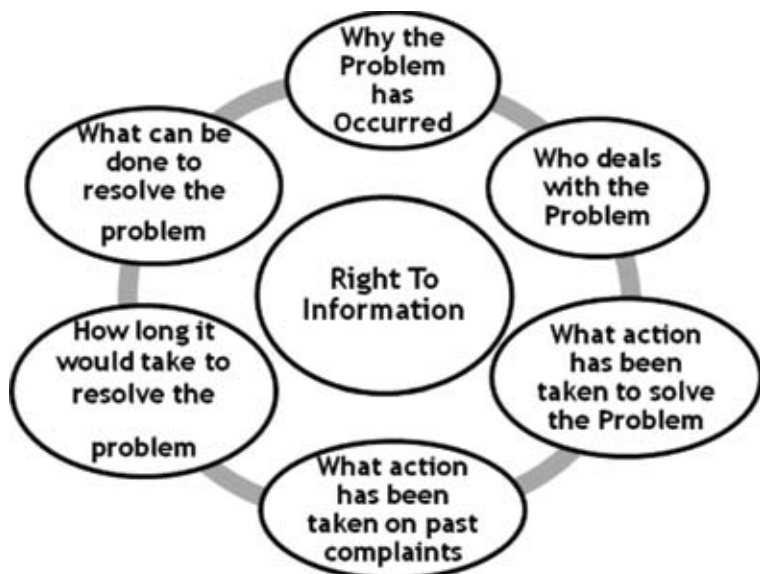 Why the
Problem
has
Occurred
Who deals
with the
Problem
What action
has been
taken to solve
the Problem
What action
has been
taken on past
complaints
How long it
would take to
resolve the
problem
What can be
done to
resolve the
problem
Right To
Information